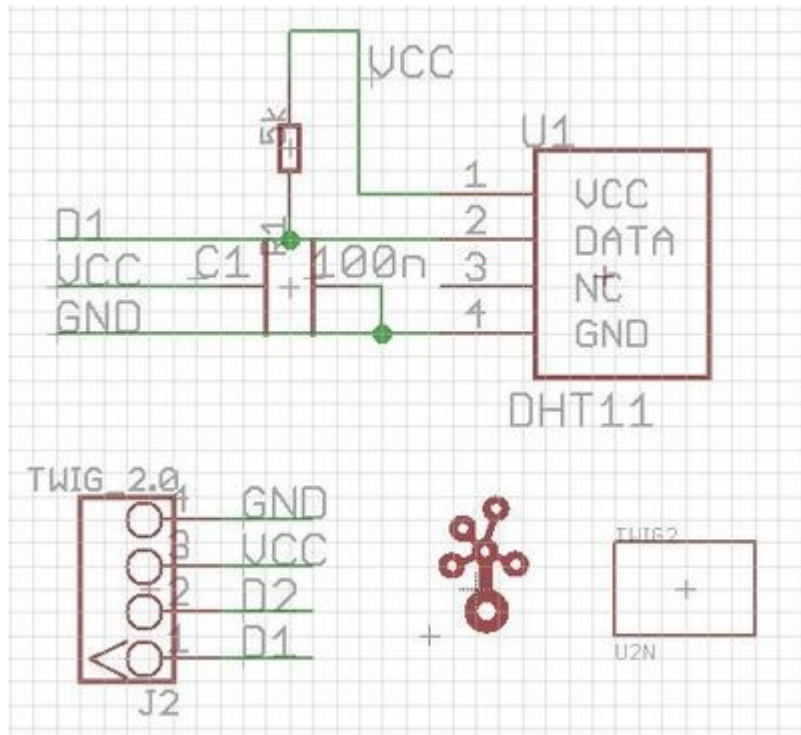 VCC
5k
U1
1
VCC
D1
R1
2
DATA
VCC
C1
100n
3
NC
GND
4
GND
DHT11
TWIG_2.0
4
GND
3
VCC
TWIG2
2
D2
1
D1
U2N
J2